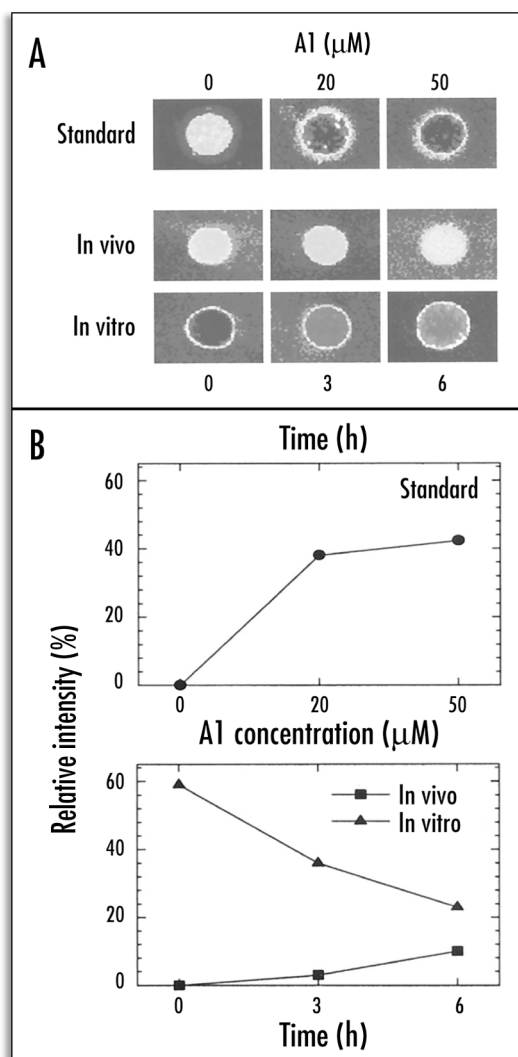 A
A1 (μM)
0 20 50
Standard
In vivo
In vitro
0 3 6
Time (h)
B
Relative intensity (%)
60
40
20
0
Standard
0 20 50
A1 concentration (μM)
60
40
20
0
In vivo
In vitro
0 3 6
Time (h)